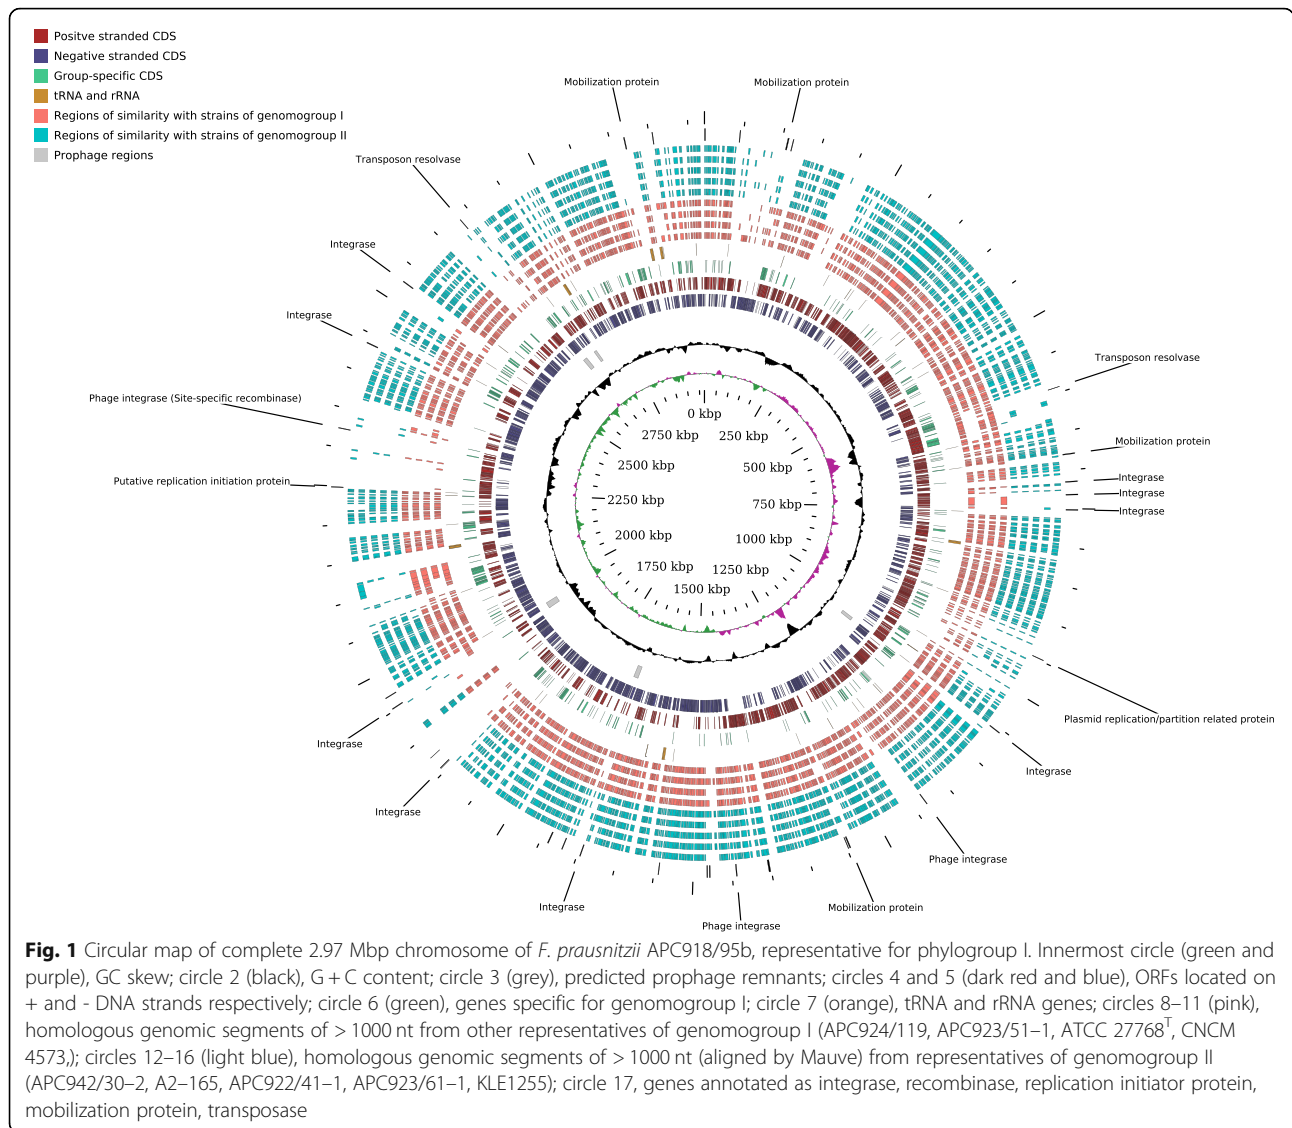 Positve stranded CDS
Negative stranded CDS
Group-specific CDS
tRNA and rRNA
Regions of similarity with strains of genomogroup I
Regions of similarity with strains of genomogroup II
Prophage regions
Mobilization protein
Mobilization protein
Transposon resolvase
Integrase
Integrase
Phage integrase (Site-specific recombinase)
Putative replication initiation protein
Integrase
Integrase
Integrase
Phage integrase
Mobilization protein
Phage integrase
Integrase
Plasmid replication/partition related protein
Integrase
Integrase
Integrase
Mobilization protein
Transposon resolvase
0 kbp
250 kbp
500 kbp
750 kbp
1000 kbp
1250 kbp
1500 kbp
1750 kbp
2000 kbp
2250 kbp
2500 kbp
2750 kbp
Fig. 1 Circular map of complete 2.97 Mbp chromosome of F. prausnitzii APC918/95b, representative for phylogroup I. Innermost circle (green and
purple), GC skew; circle 2 (black), G + C content; circle 3 (grey), predicted prophage remnants; circles 4 and 5 (dark red and blue), ORFs located on
+ and - DNA strands respectively; circle 6 (green), genes specific for genomogroup I; circle 7 (orange), tRNA and rRNA genes; circles 8–11 (pink),
homologous genomic segments of > 1000 nt from other representatives of genomogroup I (APC924/119, APC923/51–1, ATCC 27768T, CNCM
4573,); circles 12–16 (light blue), homologous genomic segments of > 1000 nt (aligned by Mauve) from representatives of genomogroup II
(APC942/30–2, A2–165, APC922/41–1, APC923/61–1, KLE1255); circle 17, genes annotated as integrase, recombinase, replication initiator protein,
mobilization protein, transposase